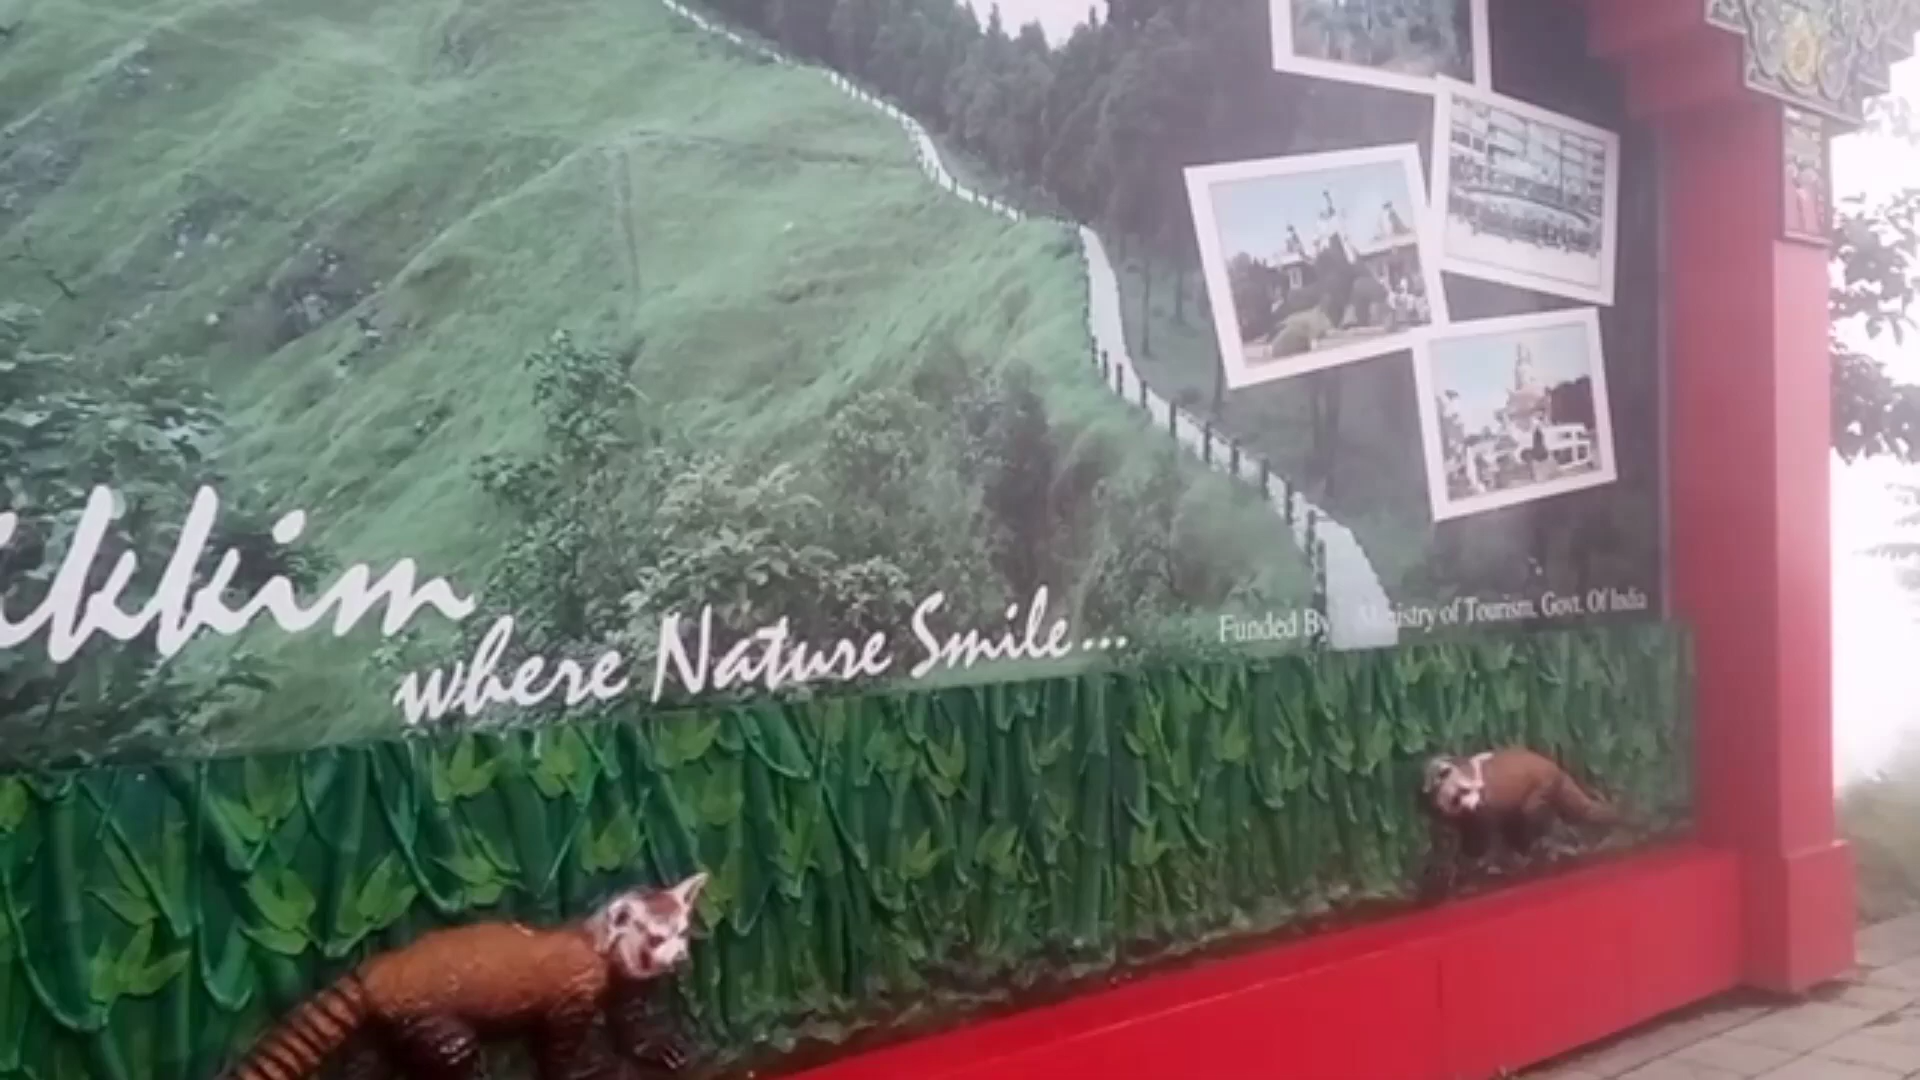 ikkim
where Nature Smile...
Funded By Ministry of Tourism, Govt. Of India